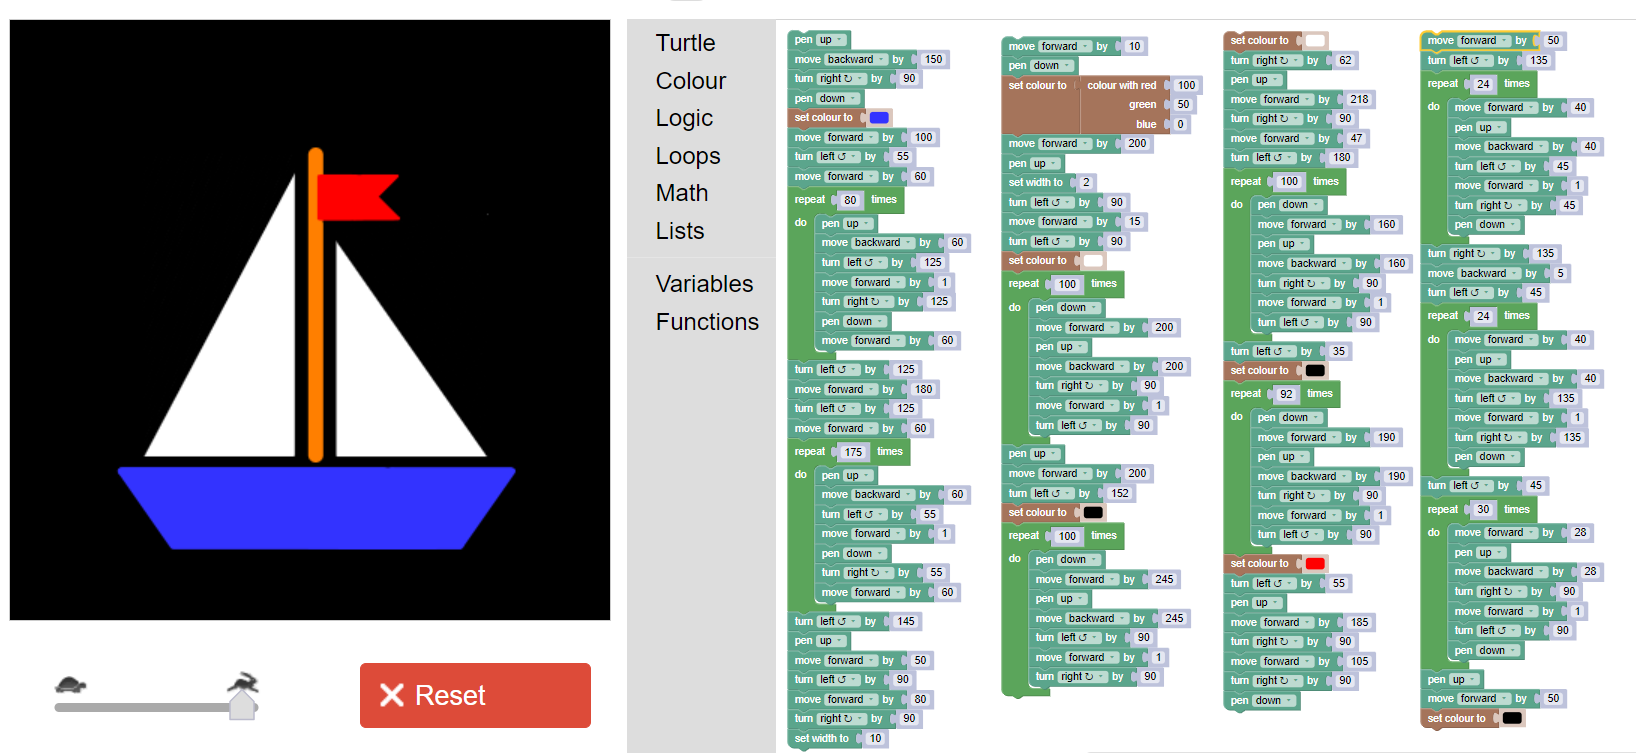 Turtle
Colour
Logic
Loops
Math
Lists
Variables
Functions
Reset
pen up
move backward by 150
turn right ↻ by 90
pen down
set colour to
move forward by 100
turn left ↺ by 55
move forward by 60
repeat 80 times
do pen up
move backward by 60
turn left ↺ by 125
move forward by 1
turn right ↻ by 125
pen down
move forward by 60
turn left ↺ by 125
move forward by 180
turn left ↺ by 125
move forward by 60
repeat 175 times
do pen up
move backward by 60
turn left ↺ by 55
move forward by 1
pen down
turn right ↻ by 55
move forward by 60
turn left ↺ by 145
pen up
move forward by 50
turn left ↺ by 90
move forward by 80
turn right ↻ by 90
set width to 10
move forward by 10
pen down
set colour to colour with red 100
green 50
blue 0
move forward by 200
pen up
set width to 2
turn left ↺ by 90
move forward by 15
turn left ↺ by 90
set colour to
repeat 100 times
do pen down
move forward by 200
pen up
move backward by 200
turn right ↻ by 90
move forward by 1
turn left ↺ by 90
pen up
move forward by 200
turn left ↺ by 152
set colour to
repeat 100 times
do pen down
move forward by 245
pen up
move backward by 245
turn left ↺ by 90
move forward by 1
turn right ↻ by 90
set colour to
turn right ↻ by 62
pen up
move forward by 218
turn right ↻ by 90
move forward by 47
turn left ↺ by 180
repeat 100 times
do pen down
move forward by 160
pen up
move backward by 160
turn right ↻ by 90
move forward by 1
turn left ↺ by 90
turn left ↺ by 35
set colour to
repeat 92 times
do pen down
move forward by 190
pen up
move backward by 190
turn right ↻ by 90
move forward by 1
turn left ↺ by 90
set colour to
turn left ↺ by 55
pen up
move forward by 185
turn right ↻ by 90
move forward by 105
turn right ↻ by 90
pen down
move forward by 50
turn left ↺ by 135
repeat 24 times
do move forward by 40
pen up
move backward by 40
turn left ↺ by 45
move forward by 1
turn right ↻ by 45
pen down
turn right ↻ by 135
move backward by 5
turn left ↺ by 45
repeat 24 times
do move forward by 40
pen up
move backward by 40
turn left ↺ by 135
move forward by 1
turn right ↻ by 135
pen down
turn left ↺ by 45
repeat 30 times
do move forward by 28
pen up
move backward by 28
turn right ↻ by 90
move forward by 1
turn left ↺ by 90
pen down
pen up
move forward by 50
set colour to